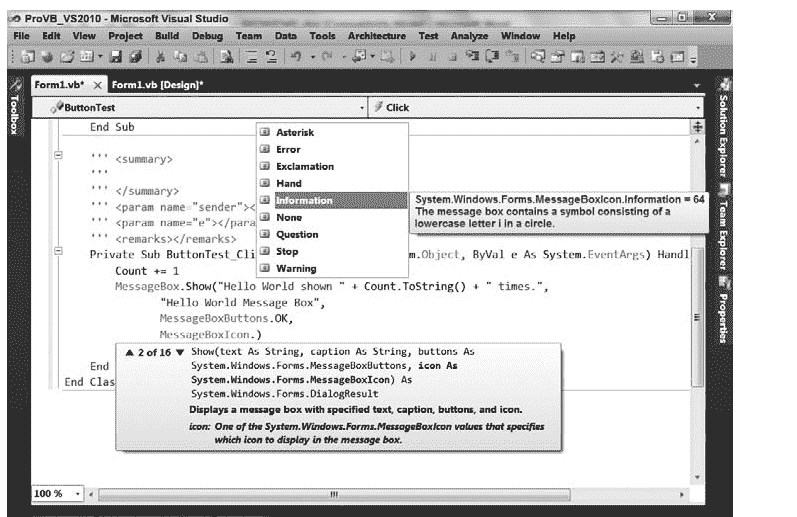 ProVB_VS2010 - Microsoft Visual Studio
File Edit View Project Build Debug Team Data Tools Architecture Test Analyze Window Help
Form1.vb* Form1.vb [Design]*
ButtonTest Click
Toolbox
Solution Explorer
Team Explorer
Properties
End Sub
''' <summary>
'''
''' </summary>
''' <param name="sender"><
''' <param name="e"></para
''' <remarks></remarks>
Private Sub ButtonTest_Cli m.Object, ByVal e As System.EventArgs) Handl
Count += 1
MessageBox.Show("Hello World shown " + Count.ToString() + " times.",
"Hello World Message Box",
MessageBoxButtons.OK,
MessageBoxIcon.)
End
End Clas
Asterisk
Error
Exclamation
Hand
Information
None
Question
Stop
Warning
System.Windows.Forms.MessageBoxIcon.Information = 64
The message box contains a symbol consisting of a
lowercase letter i in a circle.
▲ 2 of 16 ▼ Show(text As String, caption As String, buttons As
System.Windows.Forms.MessageBoxButtons, icon As
System.Windows.Forms.MessageBoxIcon) As
System.Windows.Forms.DialogResult
Displays a message box with specified text, caption, buttons, and icon.
icon: One of the System.Windows.Forms.MessageBoxIcon values that specifies
which icon to display in the message box.
100 %